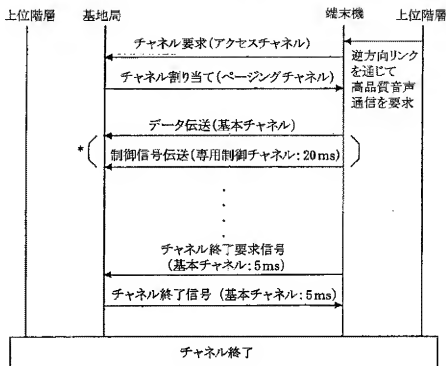 上位階層 基地局 端末機 上位階層
チャネル要求(アクセスチャネル)
逆方向リンク
を通じて
高品質音声
通信を要求
チャネル割り当て(ページングチャネル)
データ伝送(基本チャネル)
* 制御信号伝送(専用制御チャネル:20ms)
チャネル終了要求信号
(基本チャネル:5ms)
チャネル終了信号(基本チャネル:5ms)
チャネル終了